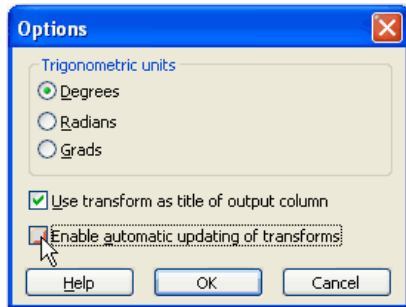 Options
Trigonometric units
Degrees
Radians
Grads
Use transform as title of output column
Enable automatic updating of transforms
Help OK Cancel